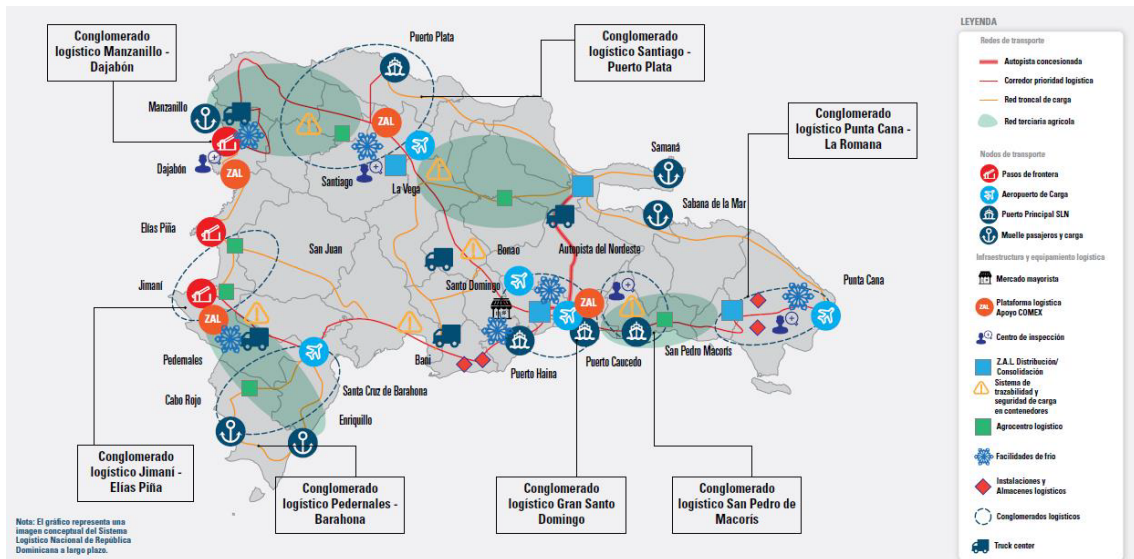 Conglomerado
logístico Manzanillo -
Dajabón
Puerto Plata
Conglomerado
logístico Santiago -
Puerto Plata
Conglomerado
logístico Punta Cana -
La Romana
Manzanillo
ZAL
Dajabón
ZAL
Santiago
La Vega
Samaná
Sabana de la Mar
Elías Piña
San Juan
Bonao
Autopista del Nordeste
Jimaní
Santo Domingo
Punta Cana
ZAL
ZAL
Pedernales
Baní
Puerto Haina
Puerto Caucedo
San Pedro Macorís
Cabo Rojo
Santa Cruz de Barahona
Enriquillo
Conglomerado
logístico Jimaní -
Elías Piña
Conglomerado
logístico Pedernales -
Barahona
Conglomerado
logístico Gran Santo
Domingo
Conglomerado
logístico San Pedro de
Macorís
Nota: El gráfico representa una
imagen conceptual del Sistema
Logístico Nacional de República
Dominicana a largo plazo.
LEYENDA
Redes de transporte
Autopista concesionada
Corredor prioridad logística
Red troncal de carga
Red terciaria agrícola
Nodos de transporte
Pasos de frontera
Aeropuerto de Carga
Puerto Principal SLN
Muelle pasajeros y carga
Infraestructura y equipamiento logístico
Mercado mayorista
ZAL
Plataforma logística
Apoyo COMEX
Centro de inspección
Z.A.L. Distribución/
Consolidación
Sistema de
trazabilidad y
seguridad de carga
en contenedores
Agrocentro logístico
Facilidades de frío
Instalaciones y
Almacenes logísticos
Conglomerados logísticos
Truck center